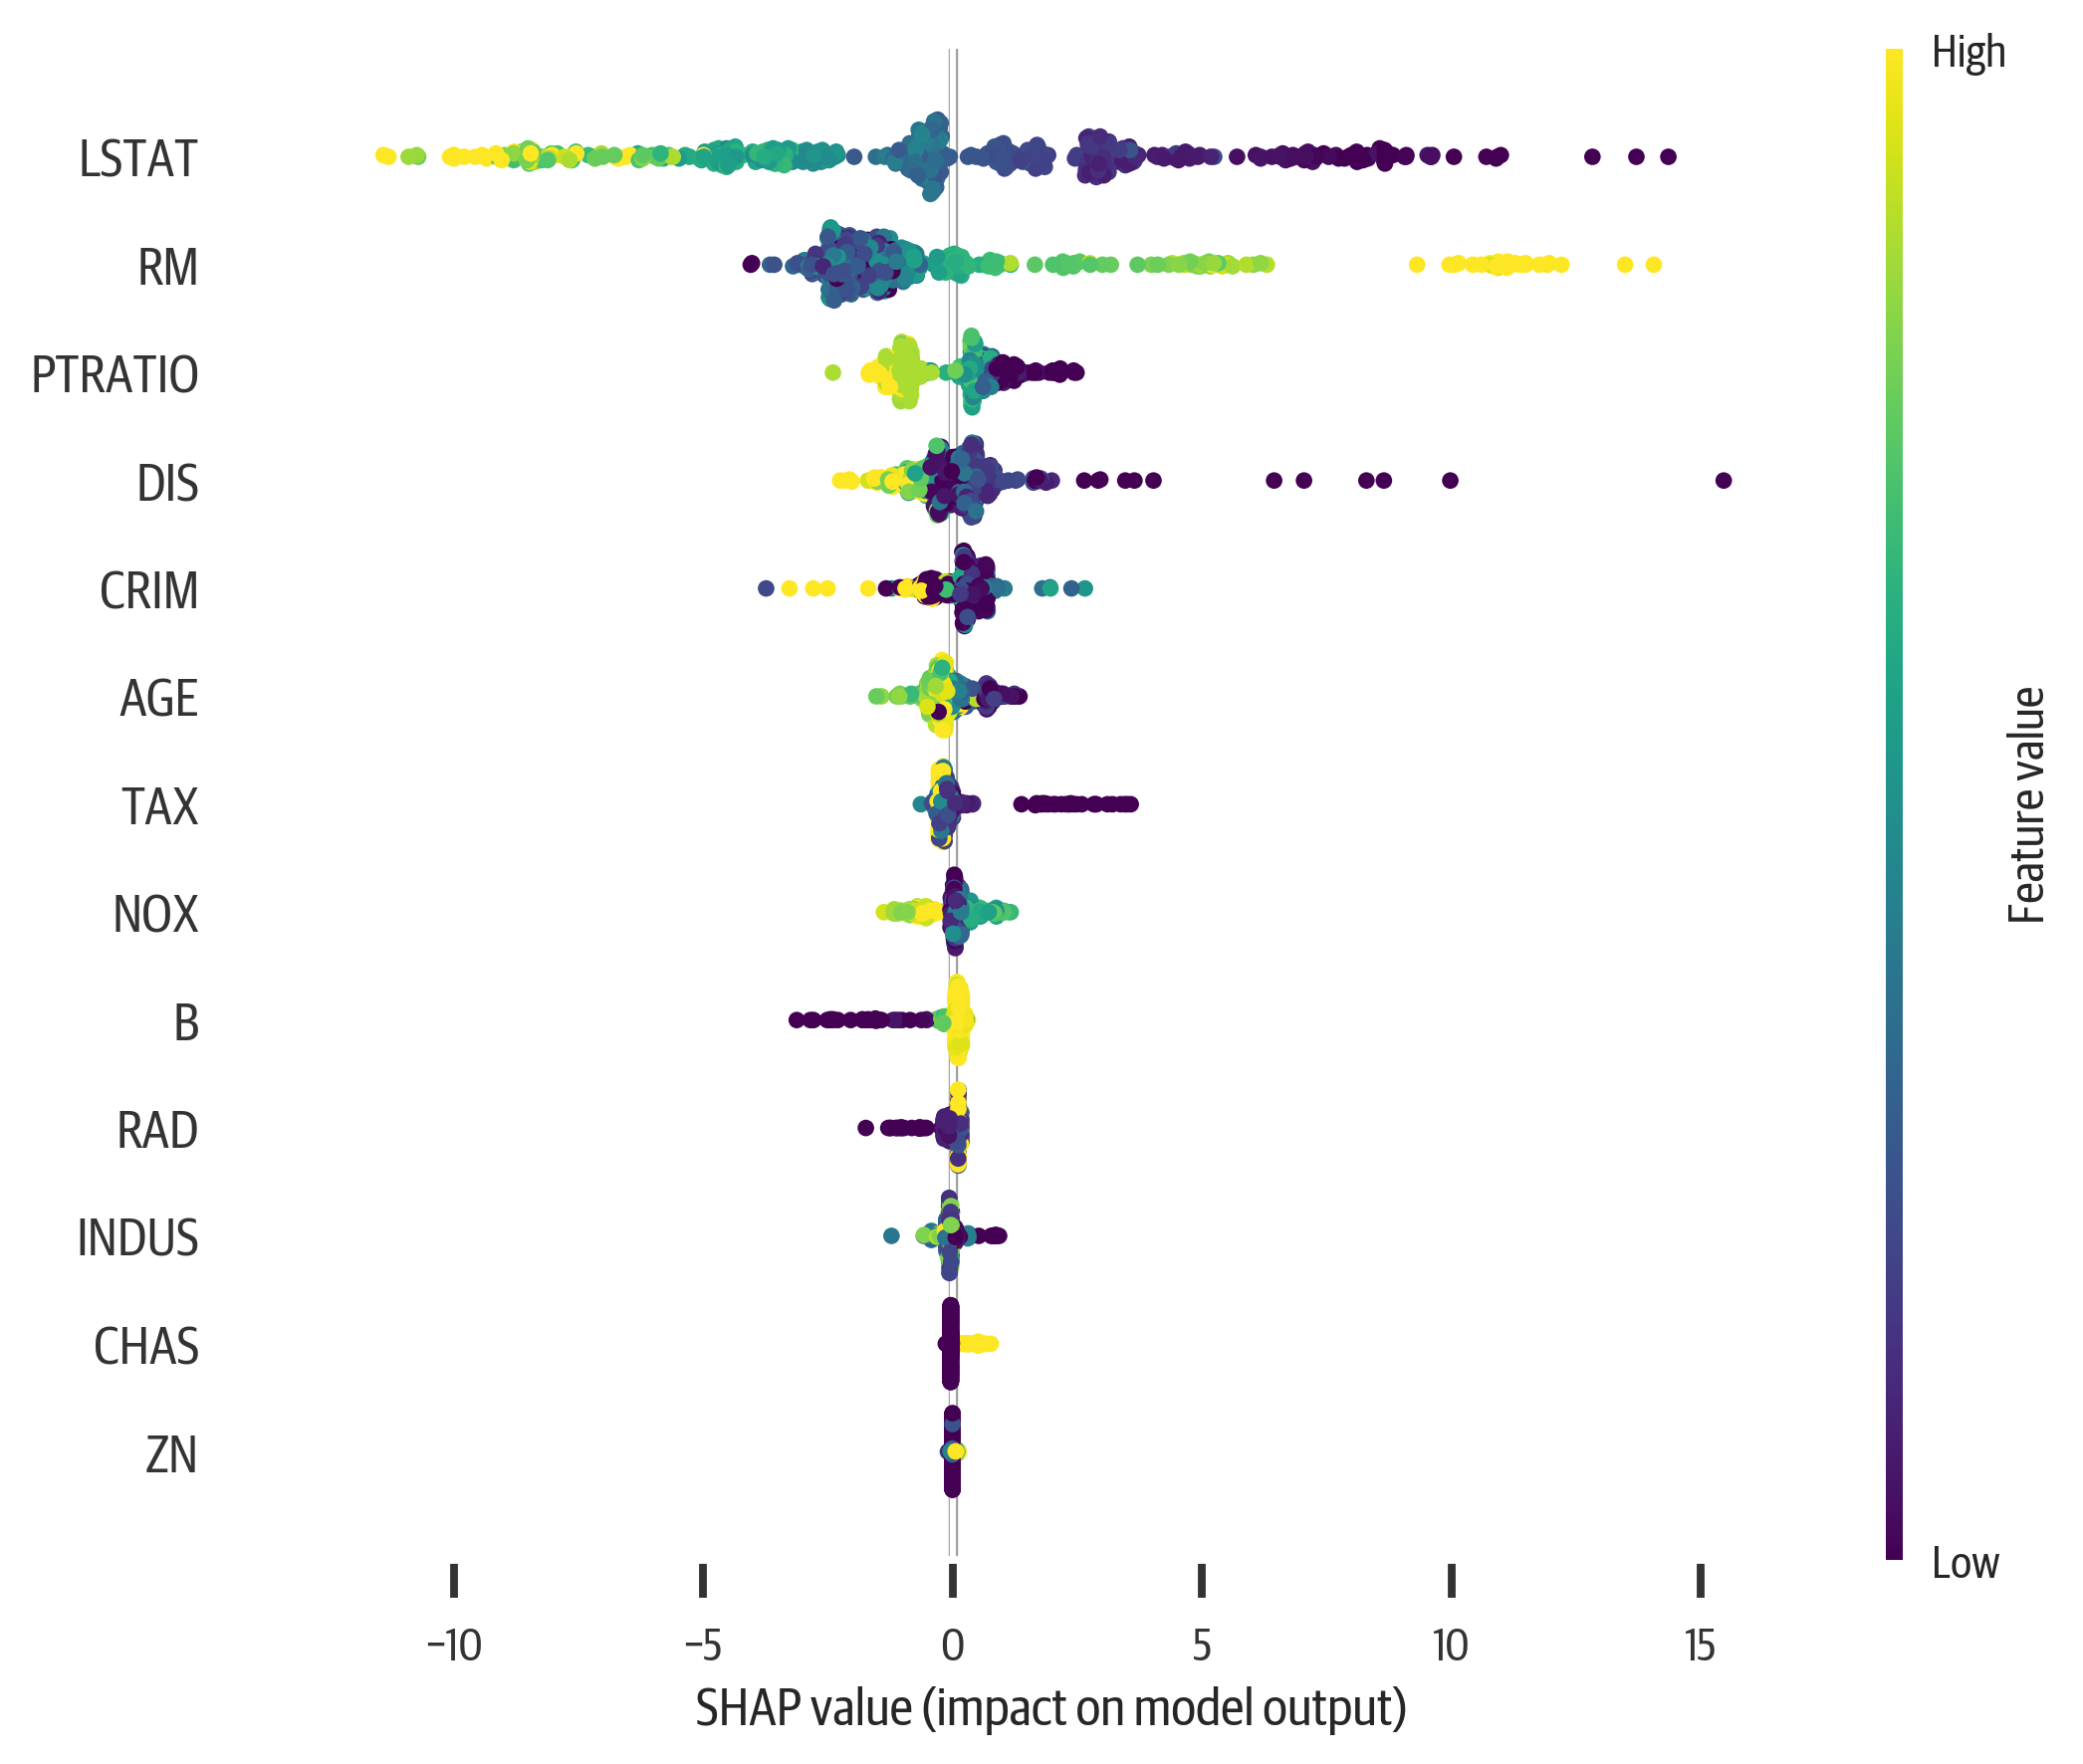 High
LSTAT
RM
PTRATIO
DIS
CRIM
AGE
TAX
NOX
B
RAD
INDUS
CHAS
ZN
Feature value
Low
−10 −5 0 5 10 15
SHAP value (impact on model output)